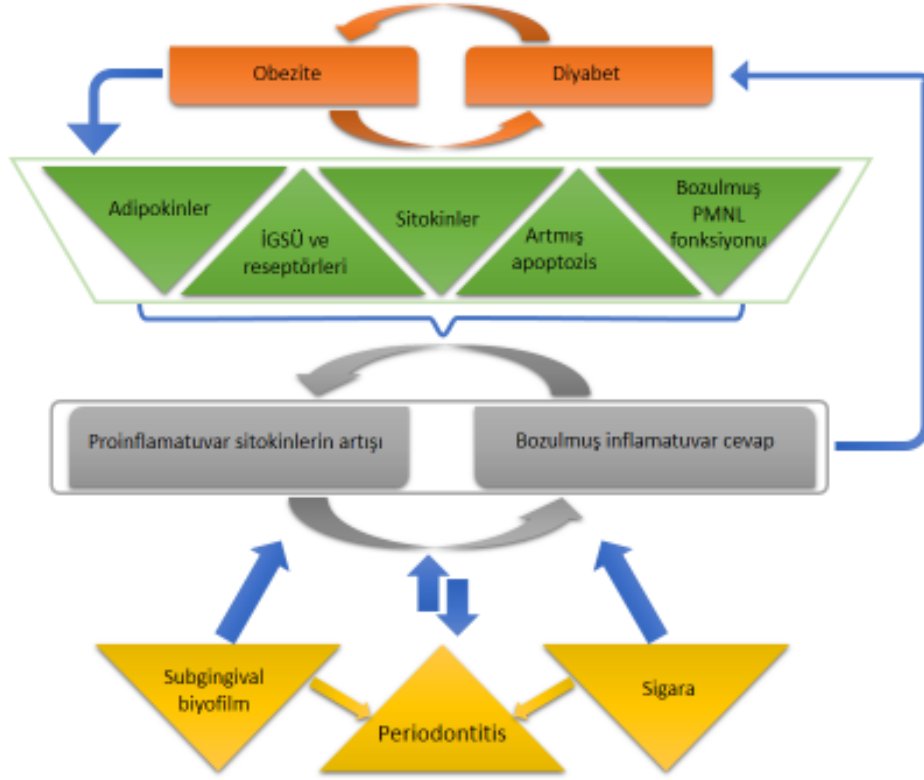 Obezite
Diyabet
Adipokinler
İGSÜ ve
reseptörleri
Sitokinler
Artmış
apoptozis
Bozulmuş
PMNL
fonksiyonu
Proinflamatuvar sitokinlerin artışı
Bozulmuş inflamatuvar cevap
Subgingival
biyofilm
Periodontitis
Sigara